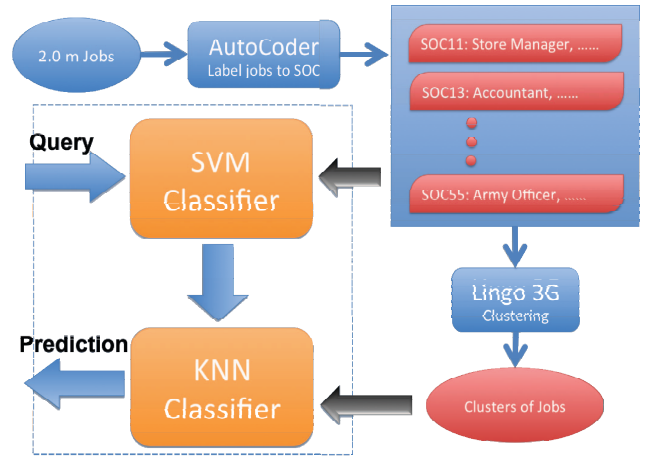 2.0 m Jobs
AutoCoder
Label jobs to SOC
SOC11: Store Manager, ......
SOC13: Accountant, ......
SOC55: Army Officer, ......
Query
SVM
Classifier
Lingo 3G
Clustering
Prediction
KNN
Classifier
Clusters of Jobs